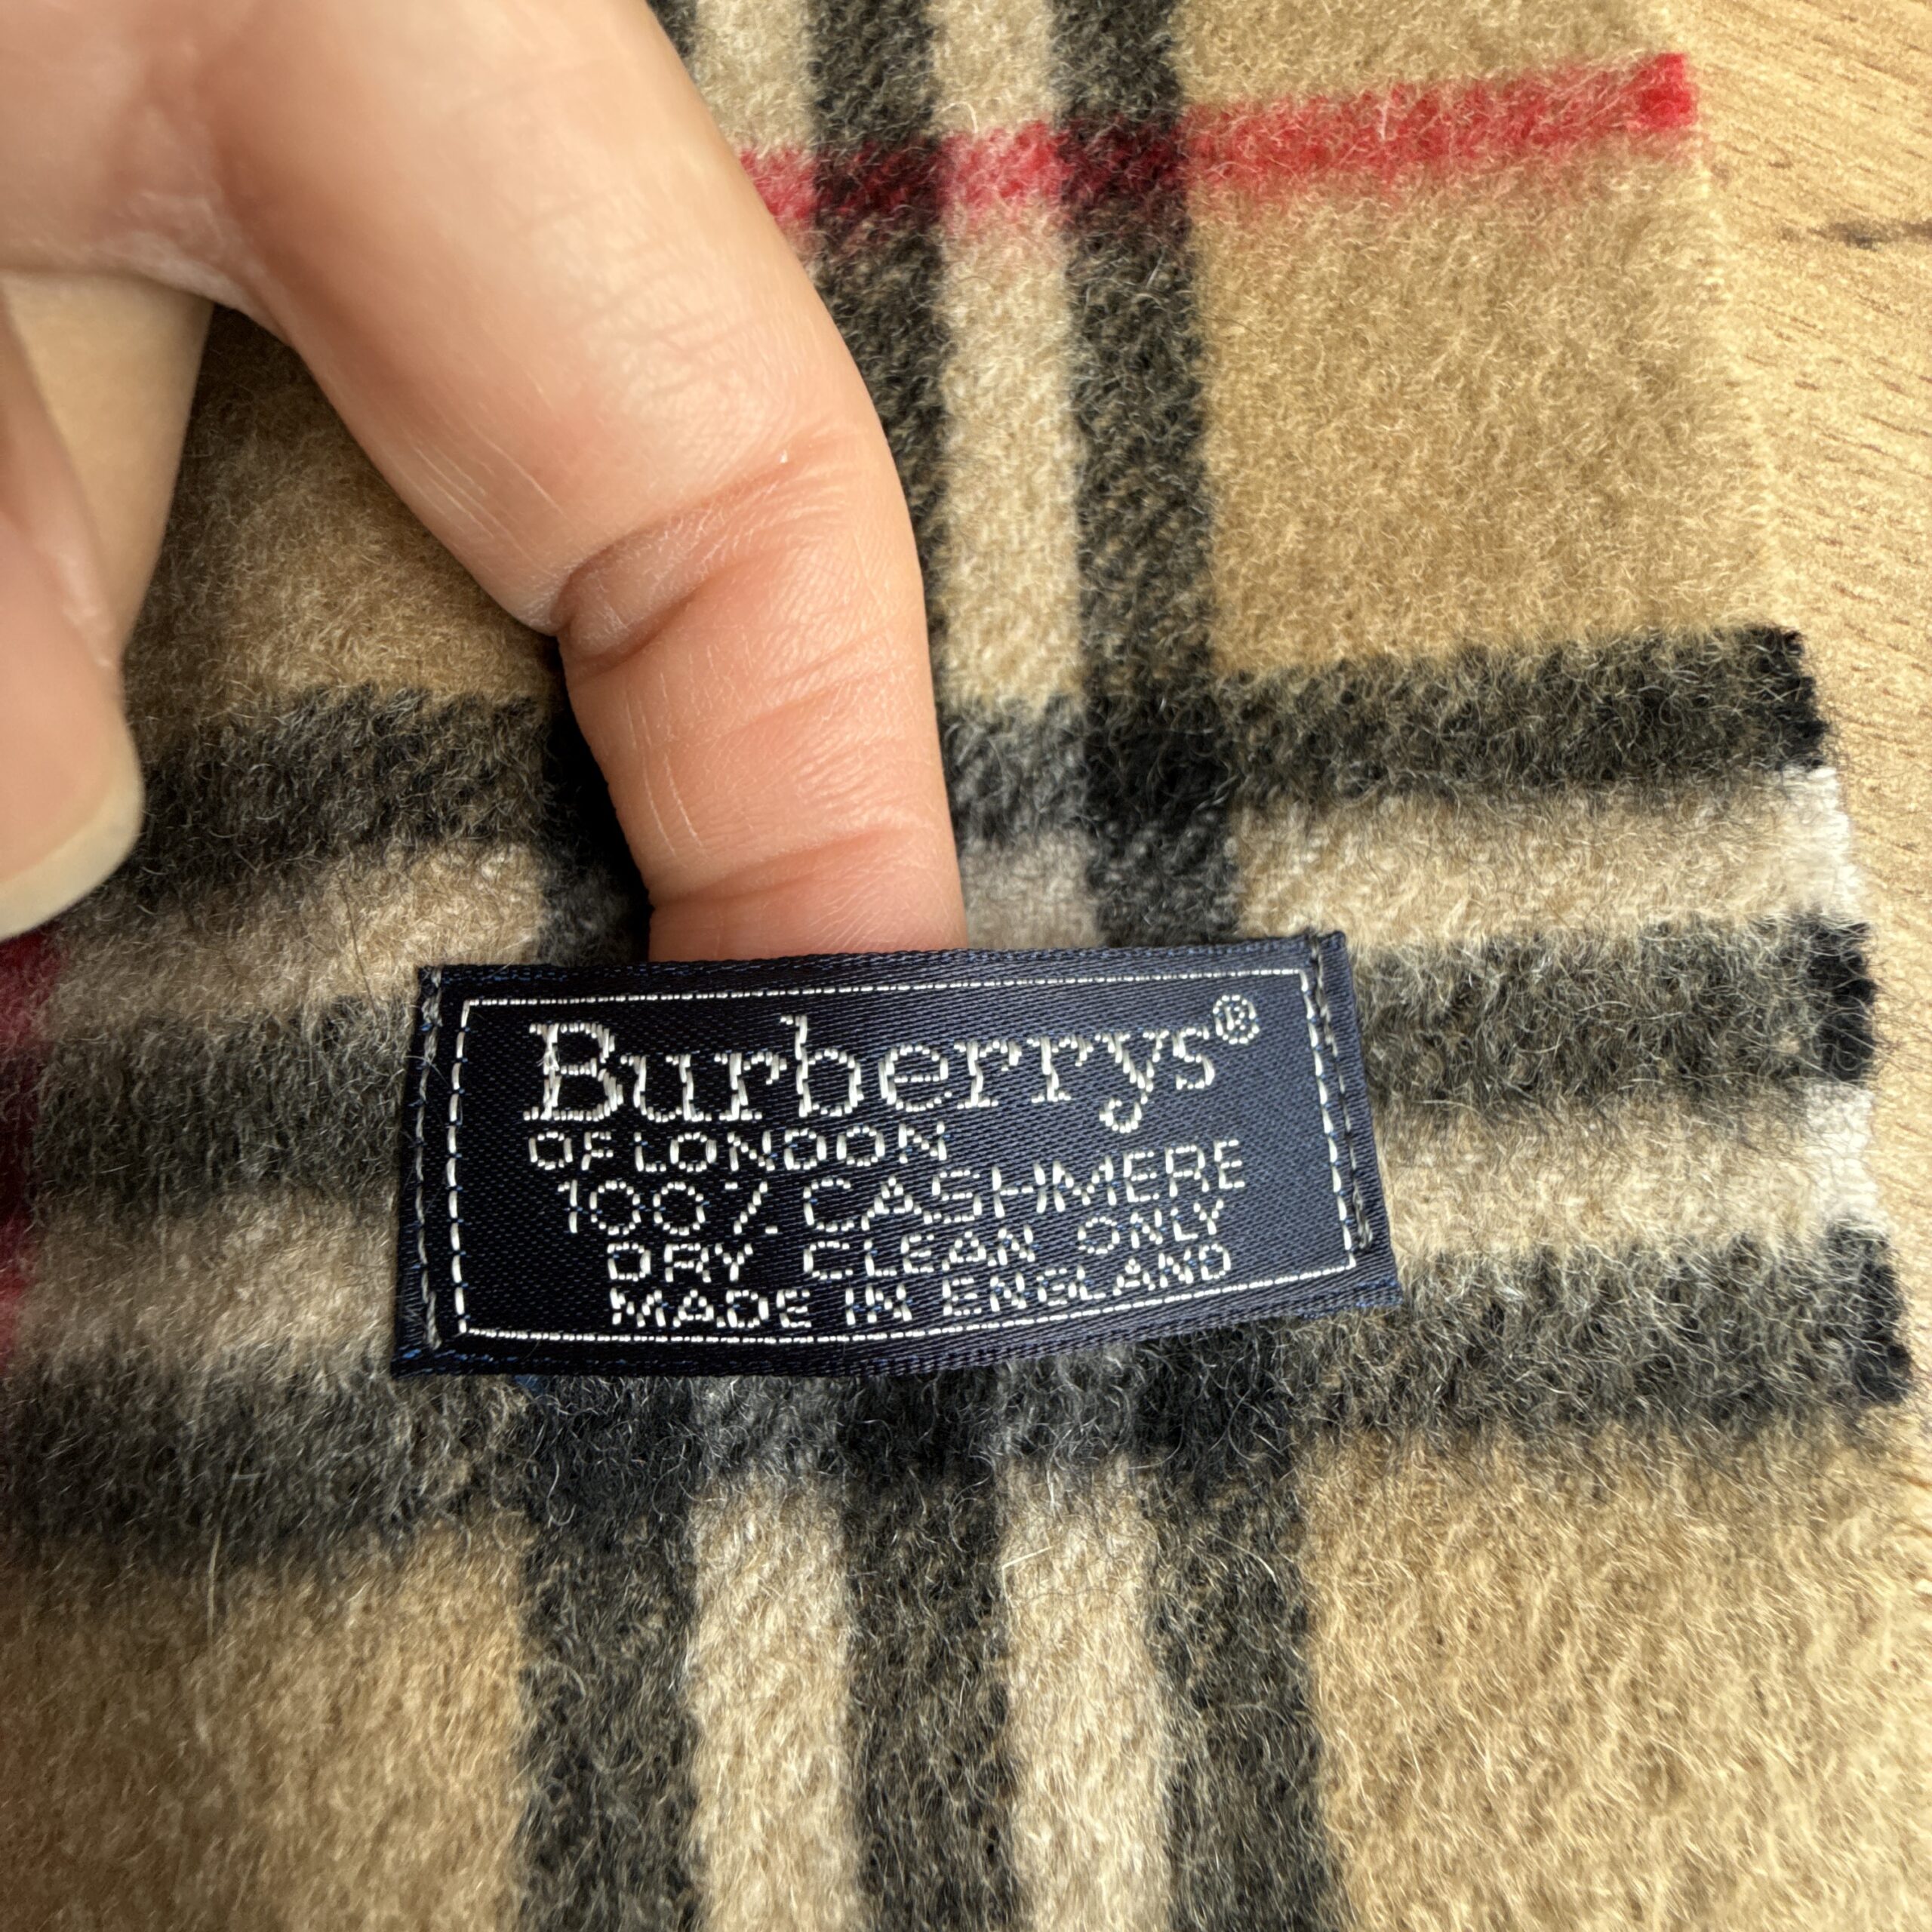 Burberrys®
OF LONDON
100% CASHMERE
DRY CLEAN ONLY
MADE IN ENGLAND